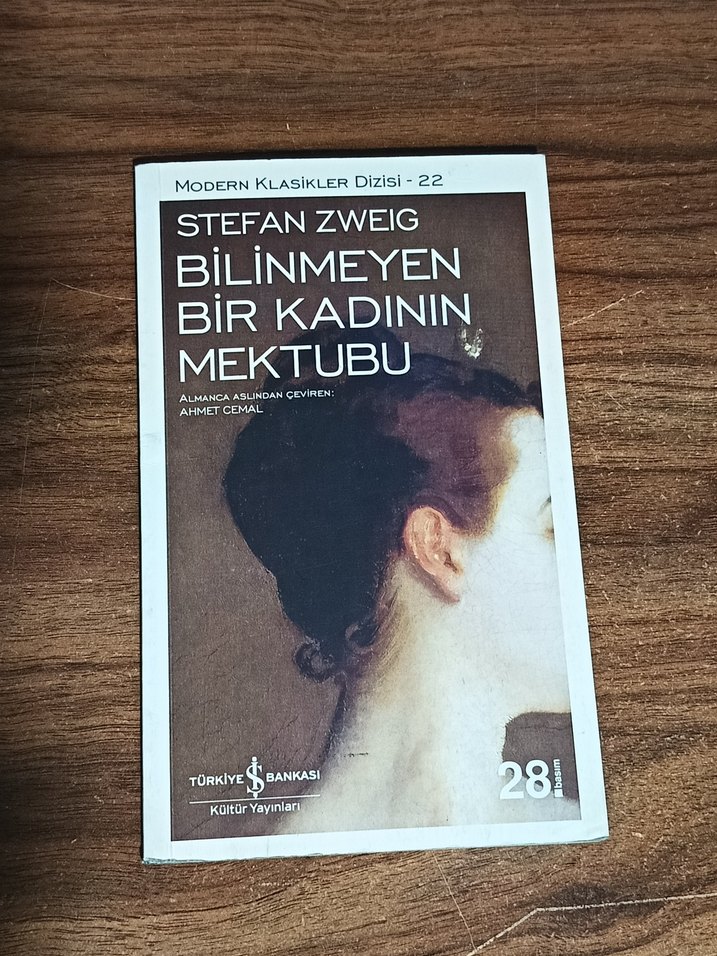 MODERN KLASİKLER DİZİSİ - 22
STEFAN ZWEIG
BİLİNMEYEN
BİR KADININ
MEKTUBU
ALMANCA ASLINDAN ÇEVİREN:
AHMET CEMAL
TÜRKİYE İŞ BANKASI
Kültür Yayınları
28.
basım